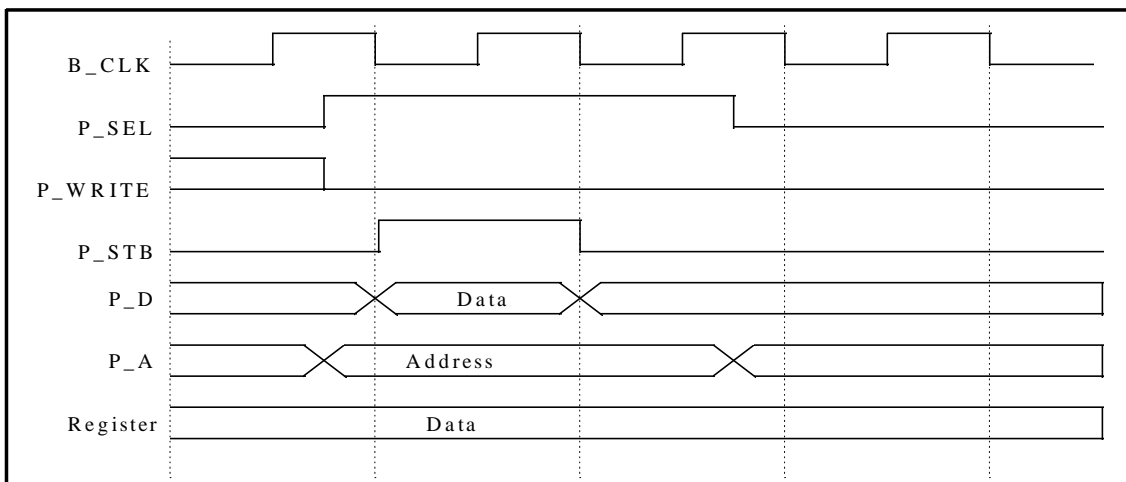 B_CLK
P_SEL
P_WRITE
P_STB
P_D Data
P_A Address
Register Data